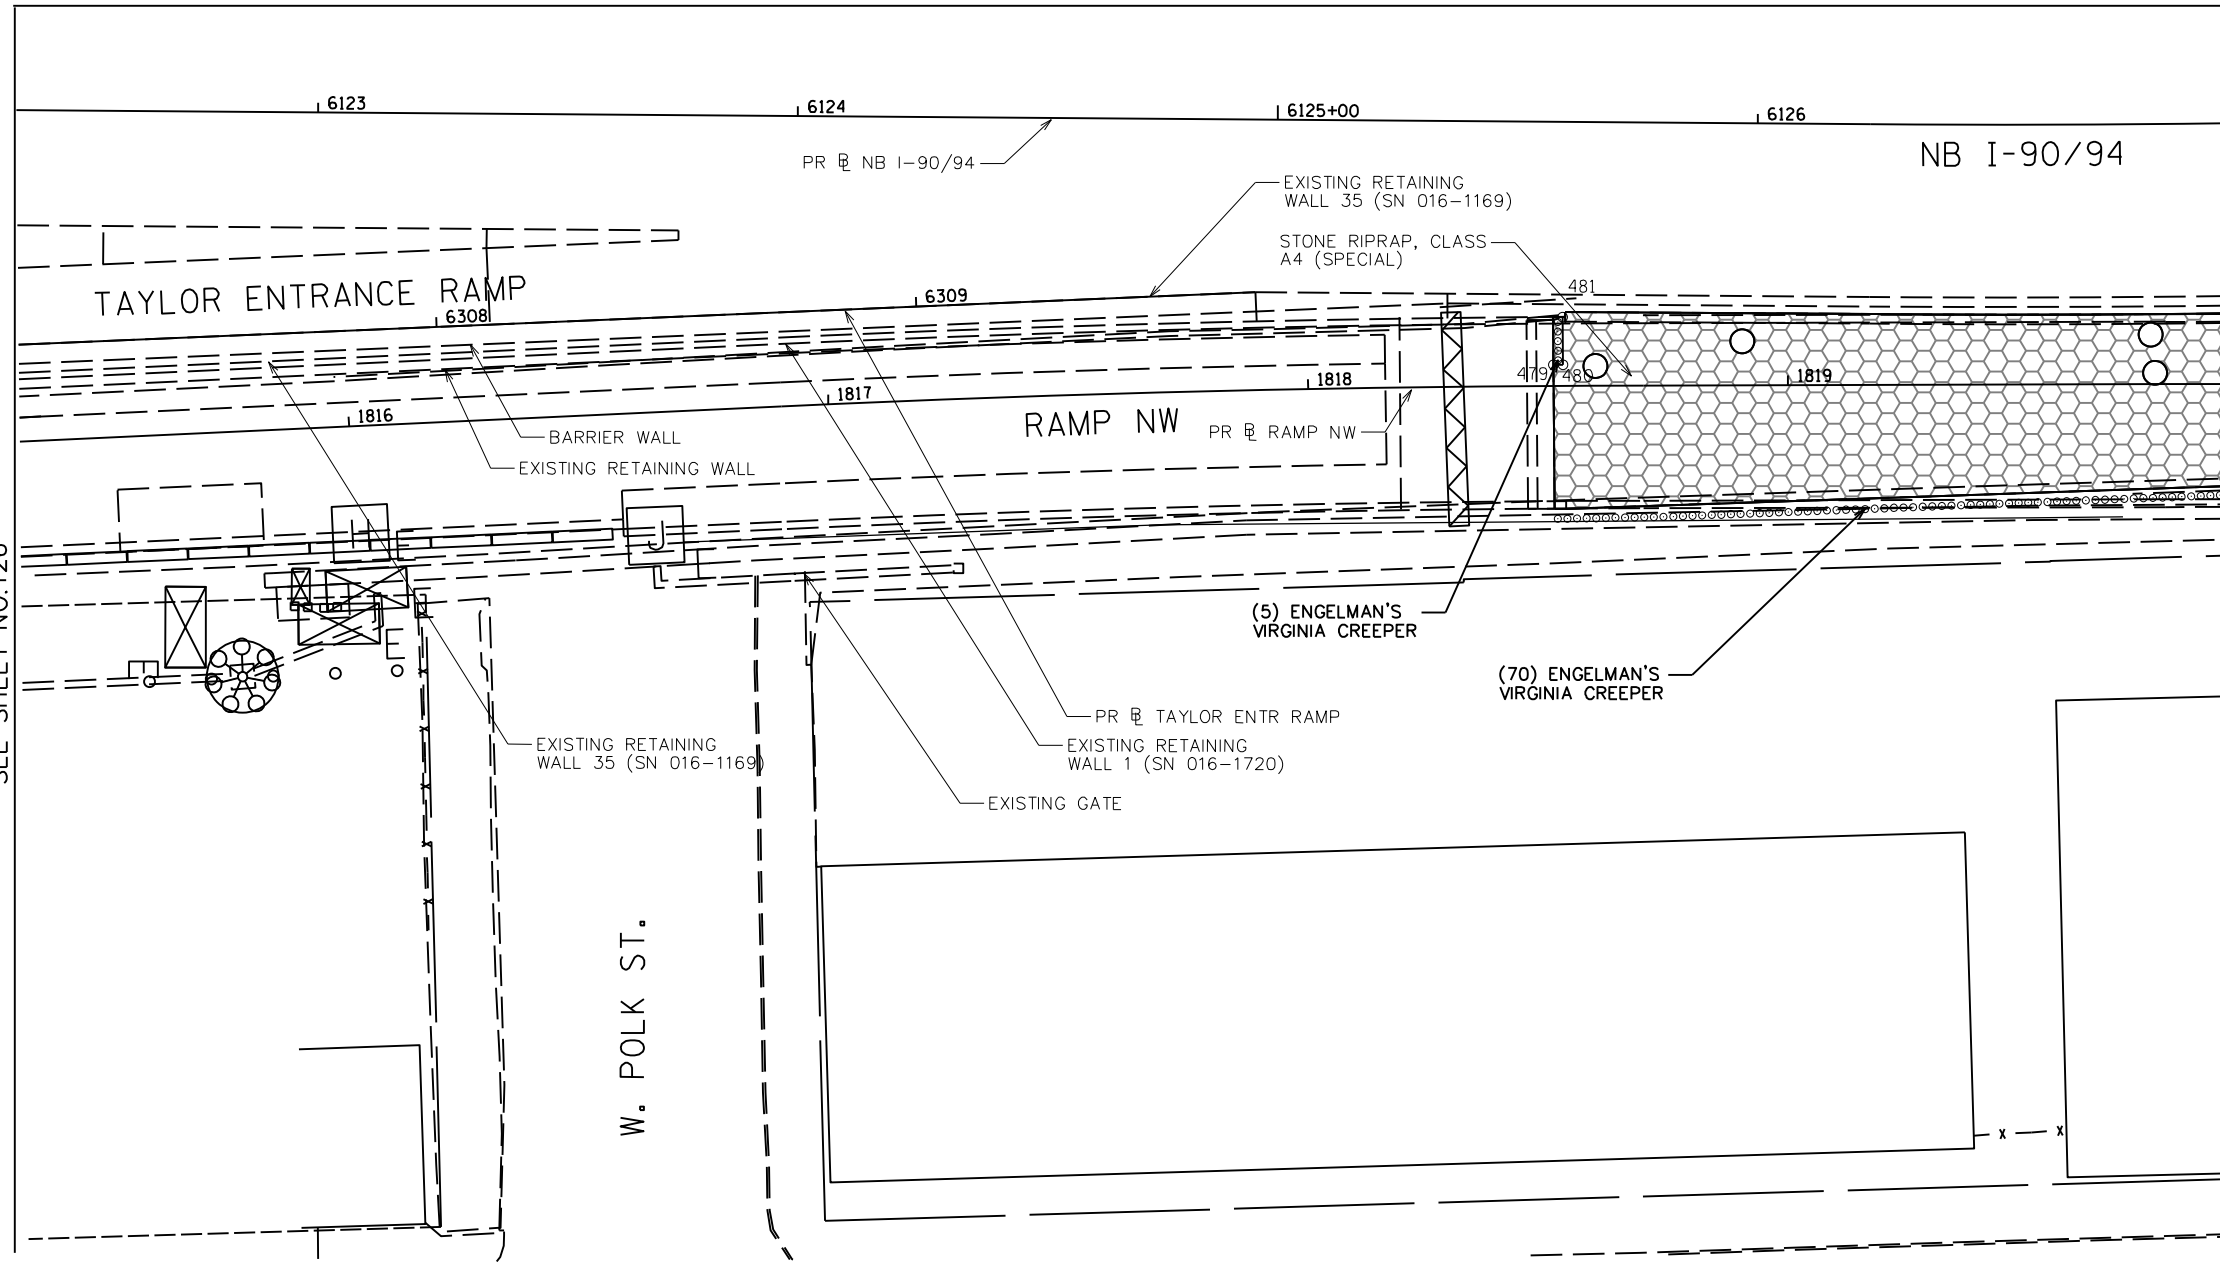 6123
6124
6125+00
6126
PR ℄ NB I-90/94
NB I-90/94
EXISTING RETAINING
WALL 35 (SN 016-1169)
STONE RIPRAP, CLASS
A4 (SPECIAL)
481
TAYLOR ENTRANCE RAMP
6308
6309
479
480
1816
1817
1818
1819
BARRIER WALL
RAMP NW
PR ℄ RAMP NW
EXISTING RETAINING WALL
(5) ENGELMAN'S
VIRGINIA CREEPER
(70) ENGELMAN'S
VIRGINIA CREEPER
PR ℄ TAYLOR ENTR RAMP
EXISTING RETAINING
WALL 35 (SN 016-1169)
EXISTING RETAINING
WALL 1 (SN 016-1720)
EXISTING GATE
W. POLK ST.